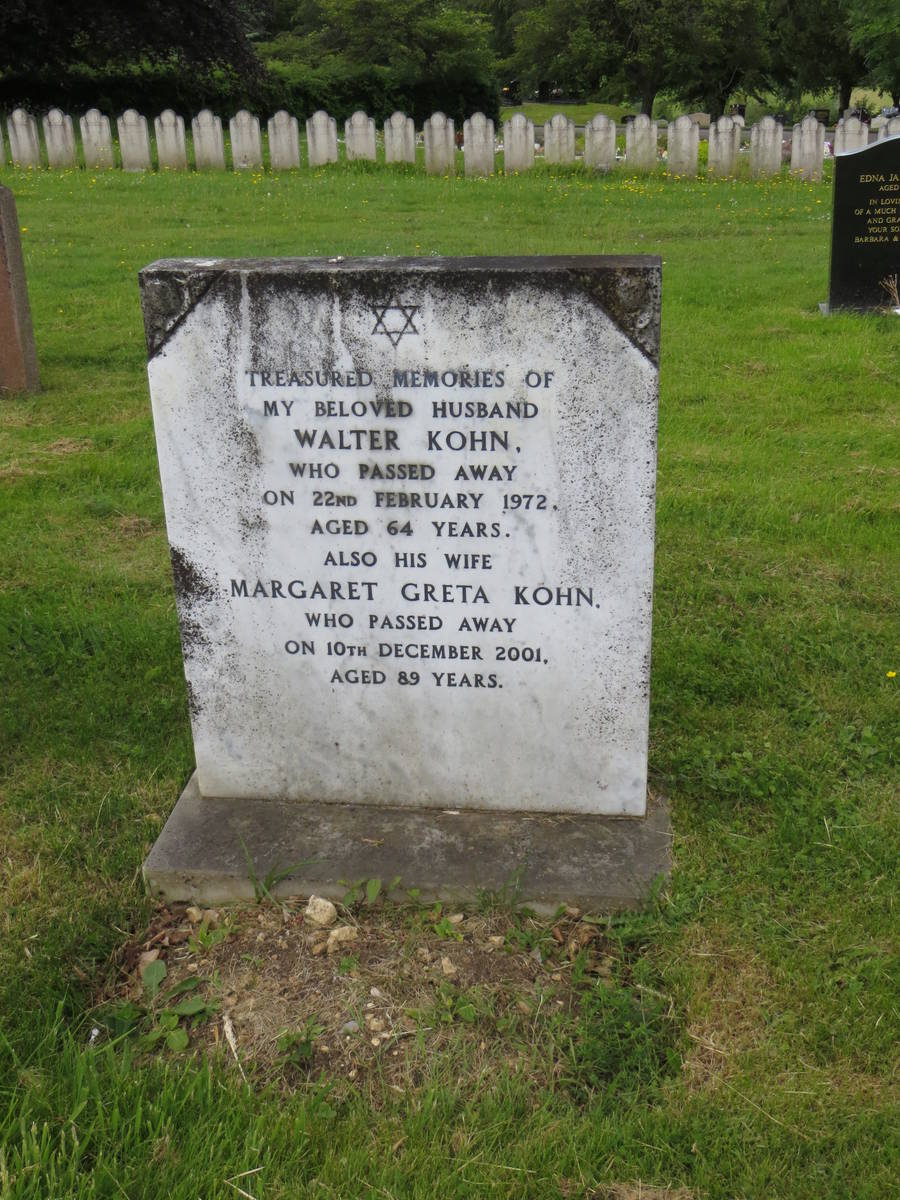 TREASURED MEMORIES OF
MY BELOVED HUSBAND
WALTER KOHN,
WHO PASSED AWAY
ON 22ND FEBRUARY 1972.
AGED 64 YEARS.
ALSO HIS WIFE
MARGARET GRETA KOHN,
WHO PASSED AWAY
ON 10TH DECEMBER 2001,
AGED 89 YEARS.
EDNA JA
AGED
IN LOVIN
OF A MUCH
AND GRA
YOUR SO
BARBARA &